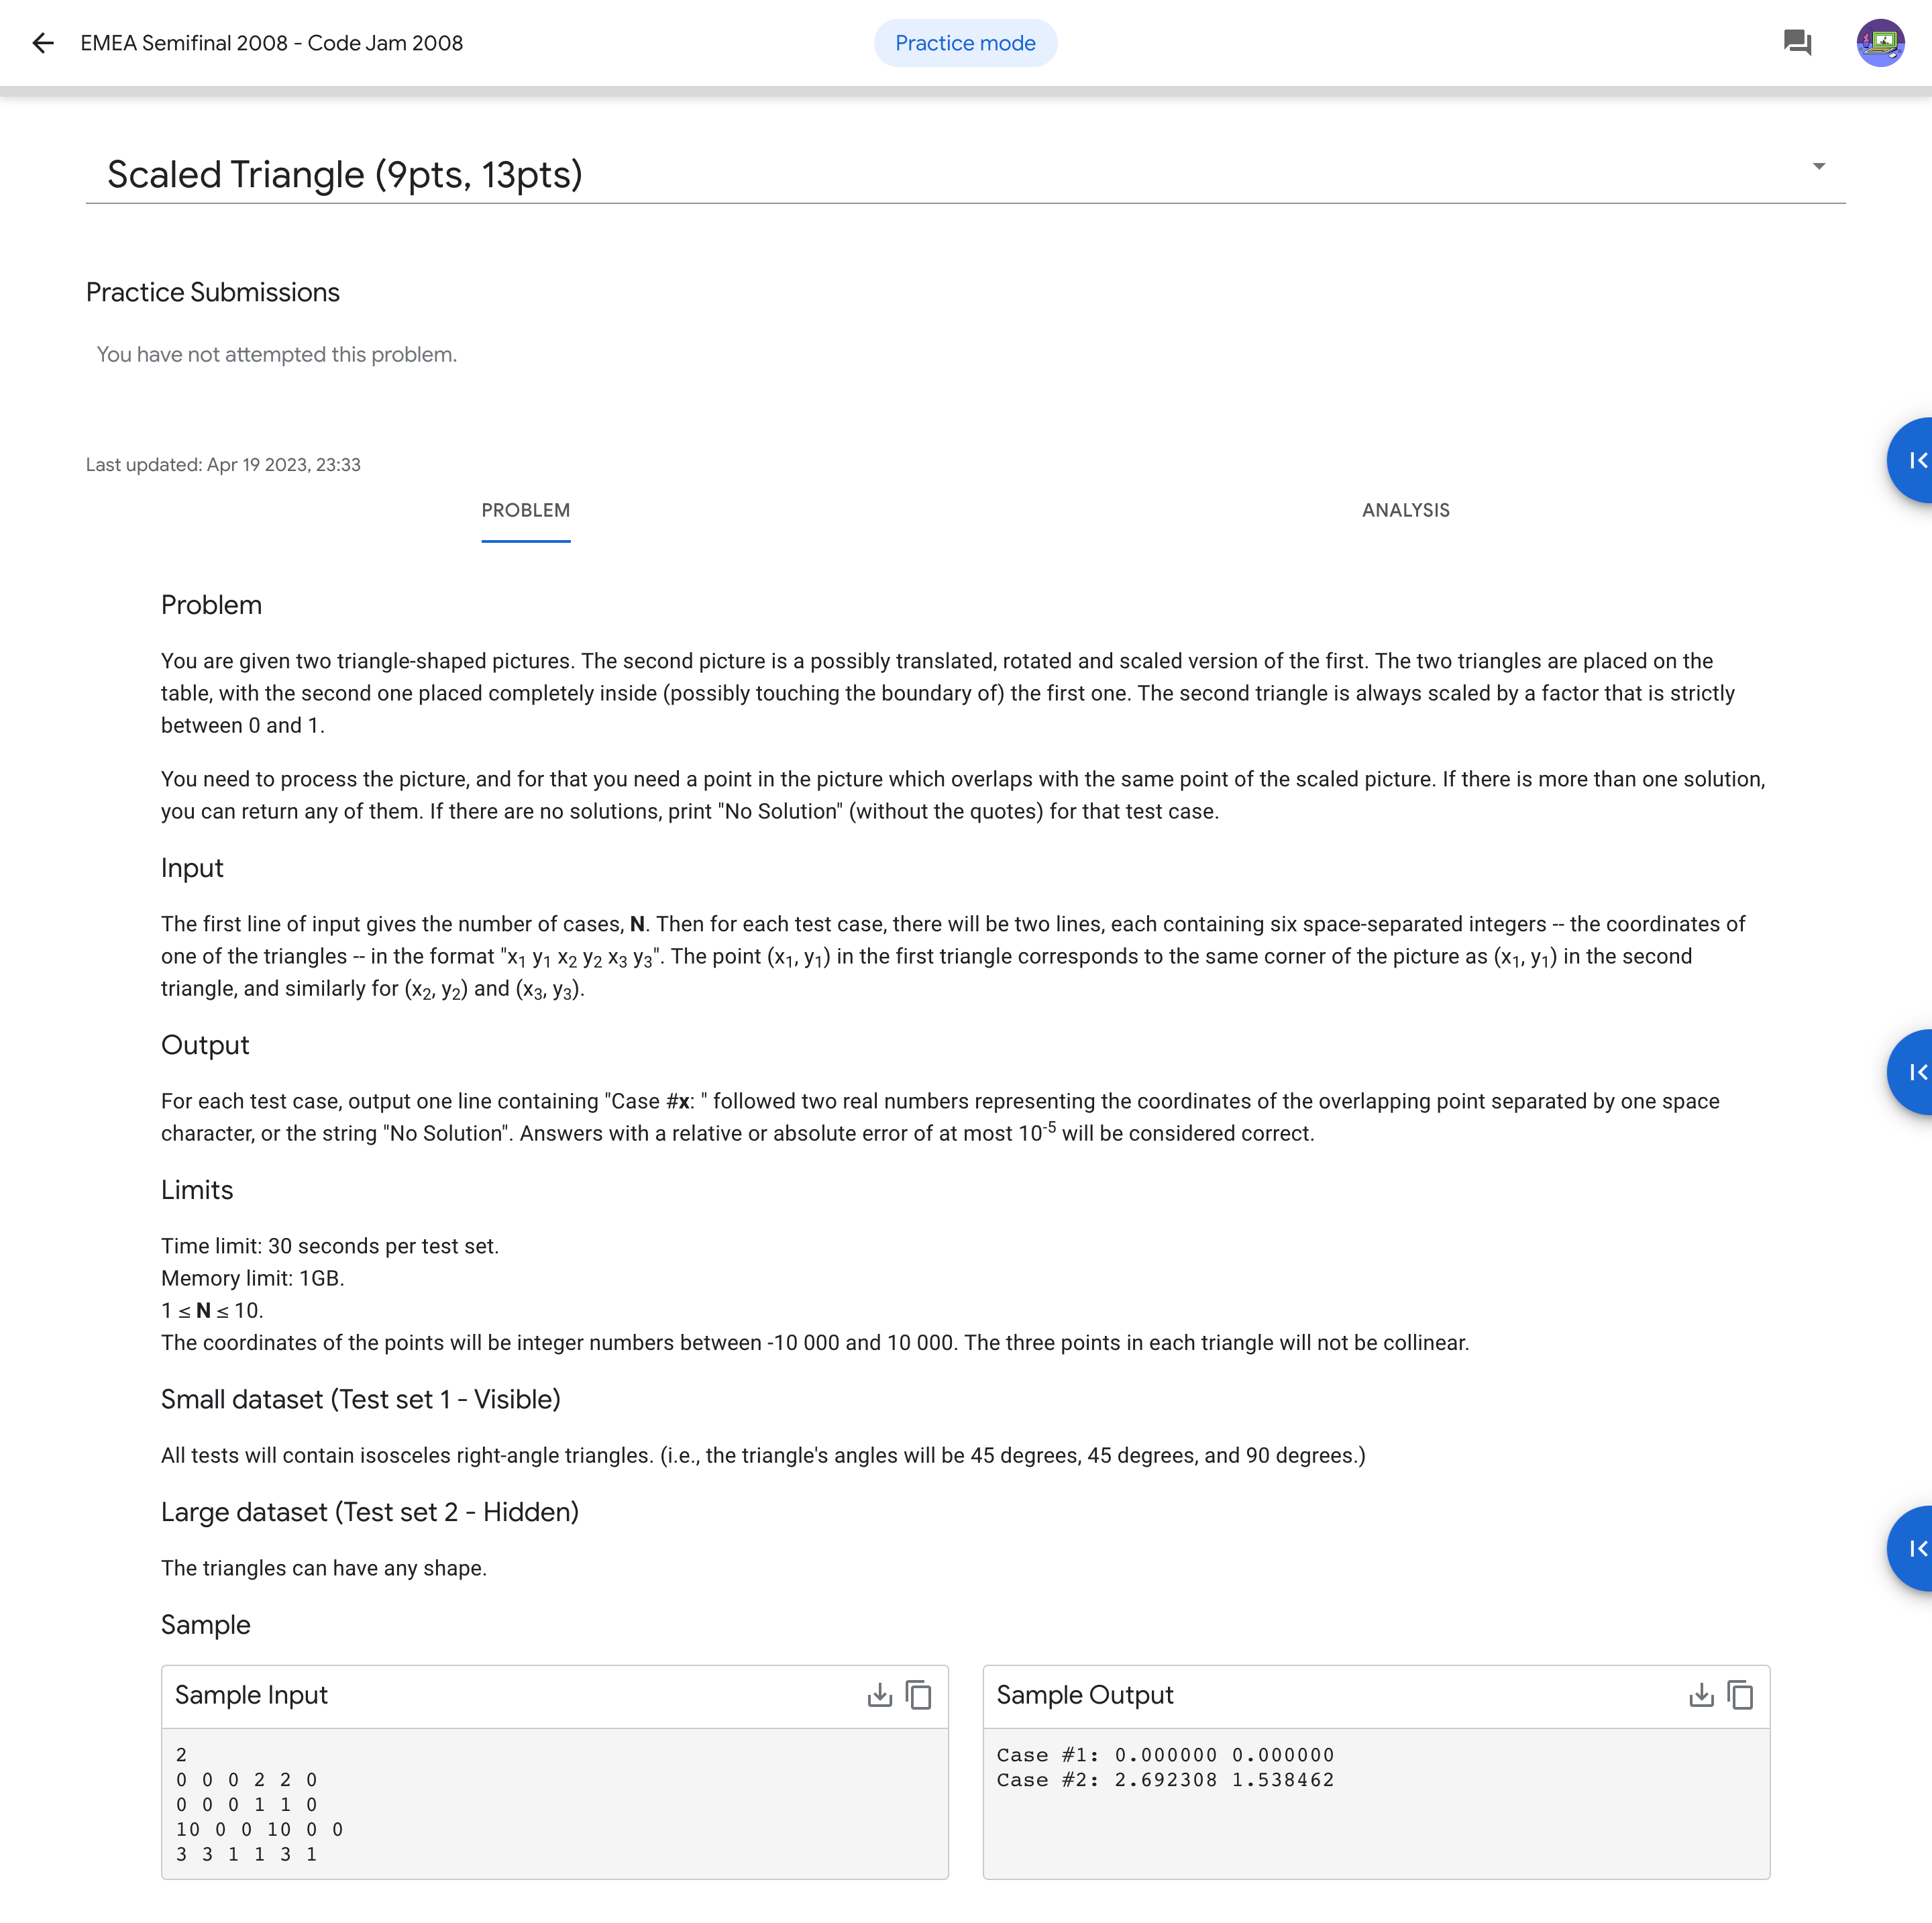 EMEA Semifinal 2008 - Code Jam 2008
Practice mode
Scaled Triangle (9pts, 13pts)
Practice Submissions
You have not attempted this problem.
Last updated: Apr 19 2023, 23:33
PROBLEM
ANALYSIS
Problem
You are given two triangle-shaped pictures. The second picture is a possibly translated, rotated and scaled version of the first. The two triangles are placed on the
table, with the second one placed completely inside (possibly touching the boundary of) the first one. The second triangle is always scaled by a factor that is strictly
between 0 and 1.
You need to process the picture, and for that you need a point in the picture which overlaps with the same point of the scaled picture. If there is more than one solution,
you can return any of them. If there are no solutions, print "No Solution" (without the quotes) for that test case.
Input
The first line of input gives the number of cases, N. Then for each test case, there will be two lines, each containing six space-separated integers -- the coordinates of
one of the triangles -- in the format "x1 y1 x2 y2 x3 y3". The point (x1, y1) in the first triangle corresponds to the same corner of the picture as (x1, y1) in the second
triangle, and similarly for (x2, y2) and (x3, y3).
Output
For each test case, output one line containing "Case #x: " followed two real numbers representing the coordinates of the overlapping point separated by one space
character, or the string "No Solution". Answers with a relative or absolute error of at most 10-5 will be considered correct.
Limits
Time limit: 30 seconds per test set.
Memory limit: 1GB.
1 ≤ N ≤ 10.
The coordinates of the points will be integer numbers between -10 000 and 10 000. The three points in each triangle will not be collinear.
Small dataset (Test set 1 - Visible)
All tests will contain isosceles right-angle triangles. (i.e., the triangle's angles will be 45 degrees, 45 degrees, and 90 degrees.)
Large dataset (Test set 2 - Hidden)
The triangles can have any shape.
Sample
Sample Input
2
0 0 0 2 2 0
0 0 0 1 1 0
10 0 0 10 0 0
3 3 1 1 3 1
Sample Output
Case #1: 0.000000 0.000000
Case #2: 2.692308 1.538462